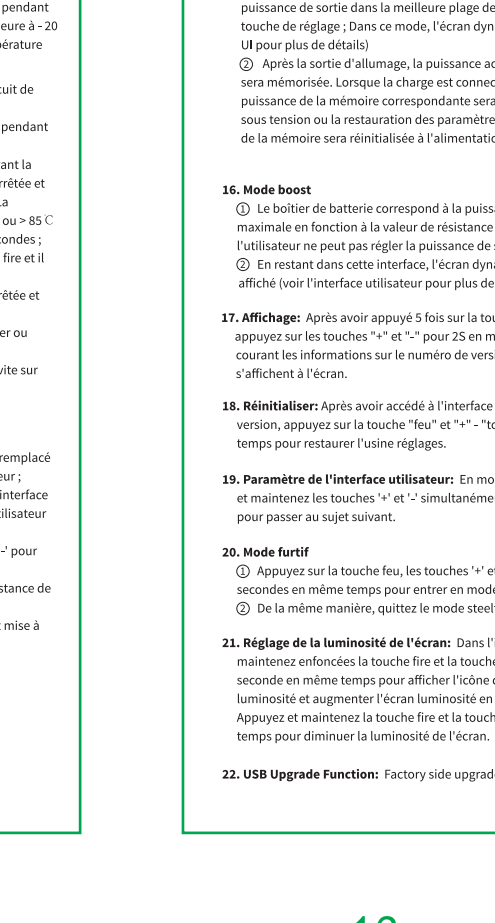 pendant
eure à - 20
pérature
cuit de
pendant
ant la
rrêtée et
La
ou > 85 C
condes ;
fire et il
rêtée et
er ou
vite sur
remplacé
eur ;
interface
tilisateur
-' pour
stance de
t mise à
puissance de sortie dans la meilleure plage de
touche de réglage ; Dans ce mode, l'écran dyn
UI pour plus de détails)
② Après la sortie d'allumage, la puissance ac
sera mémorisée. Lorsque la charge est connec
puissance de la mémoire correspondante sera
sous tension ou la restauration des paramètre
de la mémoire sera réinitialisée à l'alimentatio
16. Mode boost
① Le boîtier de batterie correspond à la puissa
maximale en fonction à la valeur de résistance
l'utilisateur ne peut pas régler la puissance de s
② En restant dans cette interface, l'écran dyna
affiché (voir l'interface utilisateur pour plus de
17. Affichage: Après avoir appuyé 5 fois sur la tou
appuyez sur les touches "+" et "-" pour 2S en m
courant les informations sur le numéro de versi
s'affichent à l'écran.
18. Réinitialiser: Après avoir accédé à l'interface
version, appuyez sur la touche "feu" et "+" - "to
temps pour restaurer l'usine réglages.
19. Paramètre de l'interface utilisateur: En mo
et maintenez les touches '+' et '-' simultanéme
pour passer au sujet suivant.
20. Mode furtif
① Appuyez sur la touche feu, les touches '+' et
secondes en même temps pour entrer en mode
② De la même manière, quittez le mode steelt
21. Réglage de la luminosité de l'écran: Dans l'i
maintenez enfoncées la touche fire et la touche
seconde en même temps pour afficher l'icône d
luminosité et augmenter l'écran luminosité en
Appuyez et maintenez la touche fire et la touch
temps pour diminuer la luminosité de l'écran.
22. USB Upgrade Function: Factory side upgrade